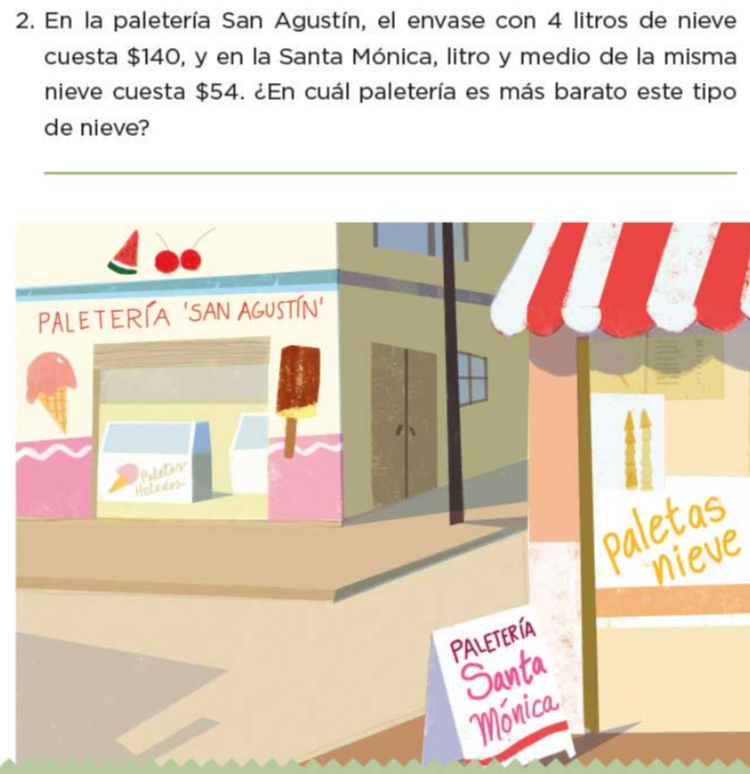 2. En la paletería San Agustín, el envase con 4 litros de nieve
cuesta $140, y en la Santa Mónica, litro y medio de la misma
nieve cuesta $54. ¿En cuál paletería es más barato este tipo
de nieve?
PALETERÍA 'SAN AGUSTÍN'
Paletas
Helados
paletas
nieve
PALETERÍA
Santa
Mónica